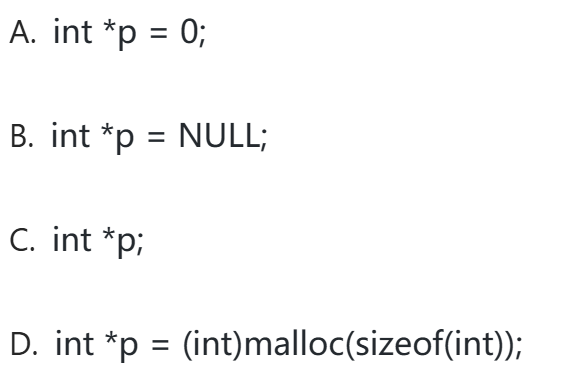 A. int *p = 0;
B. int *p = NULL;
C. int *p;
D. int *p = (int)malloc(sizeof(int));